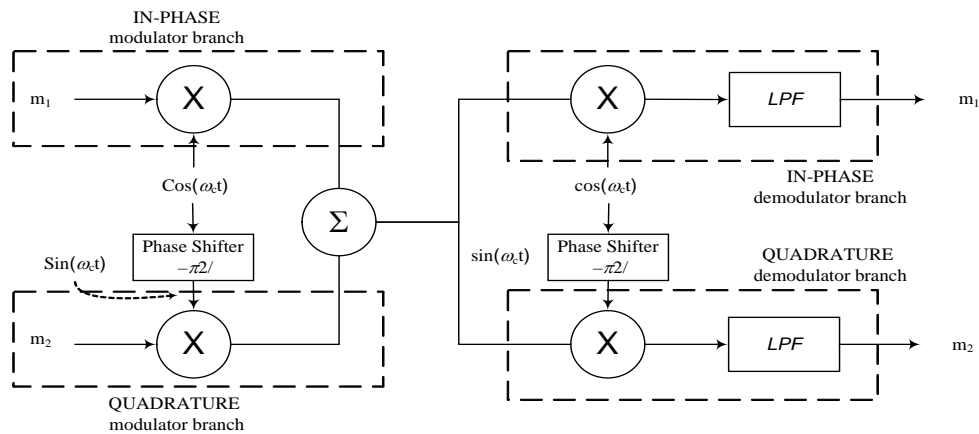 IN-PHASE
modulator branch
m1
X
Cos(ωct)
Phase Shifter
−π2/
Sin(ωct)
m2
X
QUADRATURE
modulator branch
Σ
X
LPF
m1
IN-PHASE
demodulator branch
cos(ωct)
Phase Shifter
−π2/
sin(ωct)
QUADRATURE
demodulator branch
X
LPF
m2